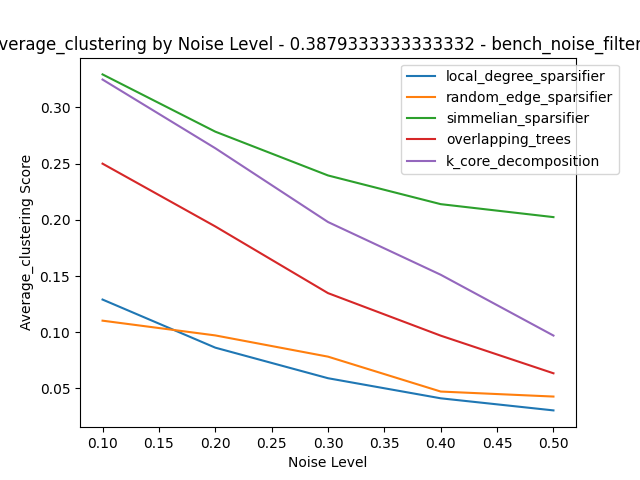 verage_clustering by Noise Level - 0.3879333333333332 - bench_noise_filter
local_degree_sparsifier
random_edge_sparsifier
simmelian_sparsifier
overlapping_trees
k_core_decomposition
Average_clustering Score
0.30
0.25
0.20
0.15
0.10
0.05
0.10 0.15 0.20 0.25 0.30 0.35 0.40 0.45 0.50
Noise Level